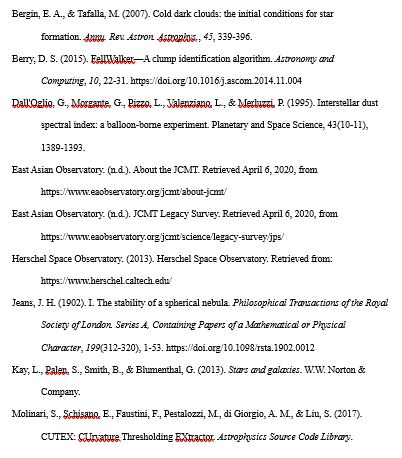 Bergin, E. A., & Tafalla, M. (2007). Cold dark clouds: the initial conditions for star
formation. Annu. Rev. Astron. Astrophys., 45, 339-396.
Berry, D. S. (2015). FellWalker—A clump identification algorithm. Astronomy and
Computing, 10, 22-31. https://doi.org/10.1016/j.ascom.2014.11.004
Dall'Oglio, G., Morgante, G., Pizzo, L., Valenziano, L., & Merluzzi, P. (1995). Interstellar dust
spectral index: a balloon-borne experiment. Planetary and Space Science, 43(10-11),
1389-1393.
East Asian Observatory. (n.d.). About the JCMT. Retrieved April 6, 2020, from
https://www.eaobservatory.org/jcmt/about-jcmt/
East Asian Observatory. (n.d.). JCMT Legacy Survey. Retrieved April 6, 2020, from
https://www.eaobservatory.org/jcmt/science/legacy-survey/jps/
Herschel Space Observatory. (2013). Herschel Space Observatory. Retrieved from:
https://www.herschel.caltech.edu/
Jeans, J. H. (1902). I. The stability of a spherical nebula. Philosophical Transactions of the Royal
Society of London. Series A, Containing Papers of a Mathematical or Physical
Character, 199(312-320), 1-53. https://doi.org/10.1098/rsta.1902.0012
Kay, L., Palen, S., Smith, B., & Blumenthal, G. (2013). Stars and galaxies. W.W. Norton &
Company.
Molinari, S., Schisano, E., Faustini, F., Pestalozzi, M., di Giorgio, A. M., & Liu, S. (2017).
CUTEX: CUrvature Thresholding EXtractor. Astrophysics Source Code Library.